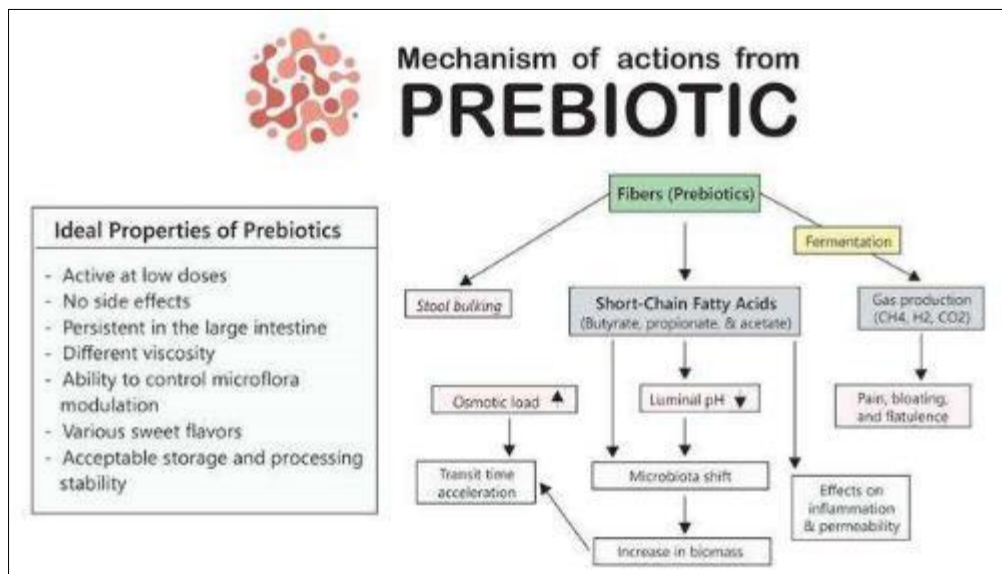 Mechanism of actions from
PREBIOTIC
Ideal Properties of Prebiotics
- Active at low doses
- No side effects
- Persistent in the large intestine
- Different viscosity
- Ability to control microflora
modulation
- Various sweet flavors
- Acceptable storage and processing
stability
Fibers (Prebiotics)
Fermentation
Stool bulking
Short-Chain Fatty Acids
(Butyrate, propionate, & acetate)
Gas production
(CH4, H2, CO2)
Osmotic load
Luminal pH
Pain, bloating,
and flatulence
Transit time
acceleration
Microbiota shift
Effects on
inflammation
& permeability
Increase in biomass